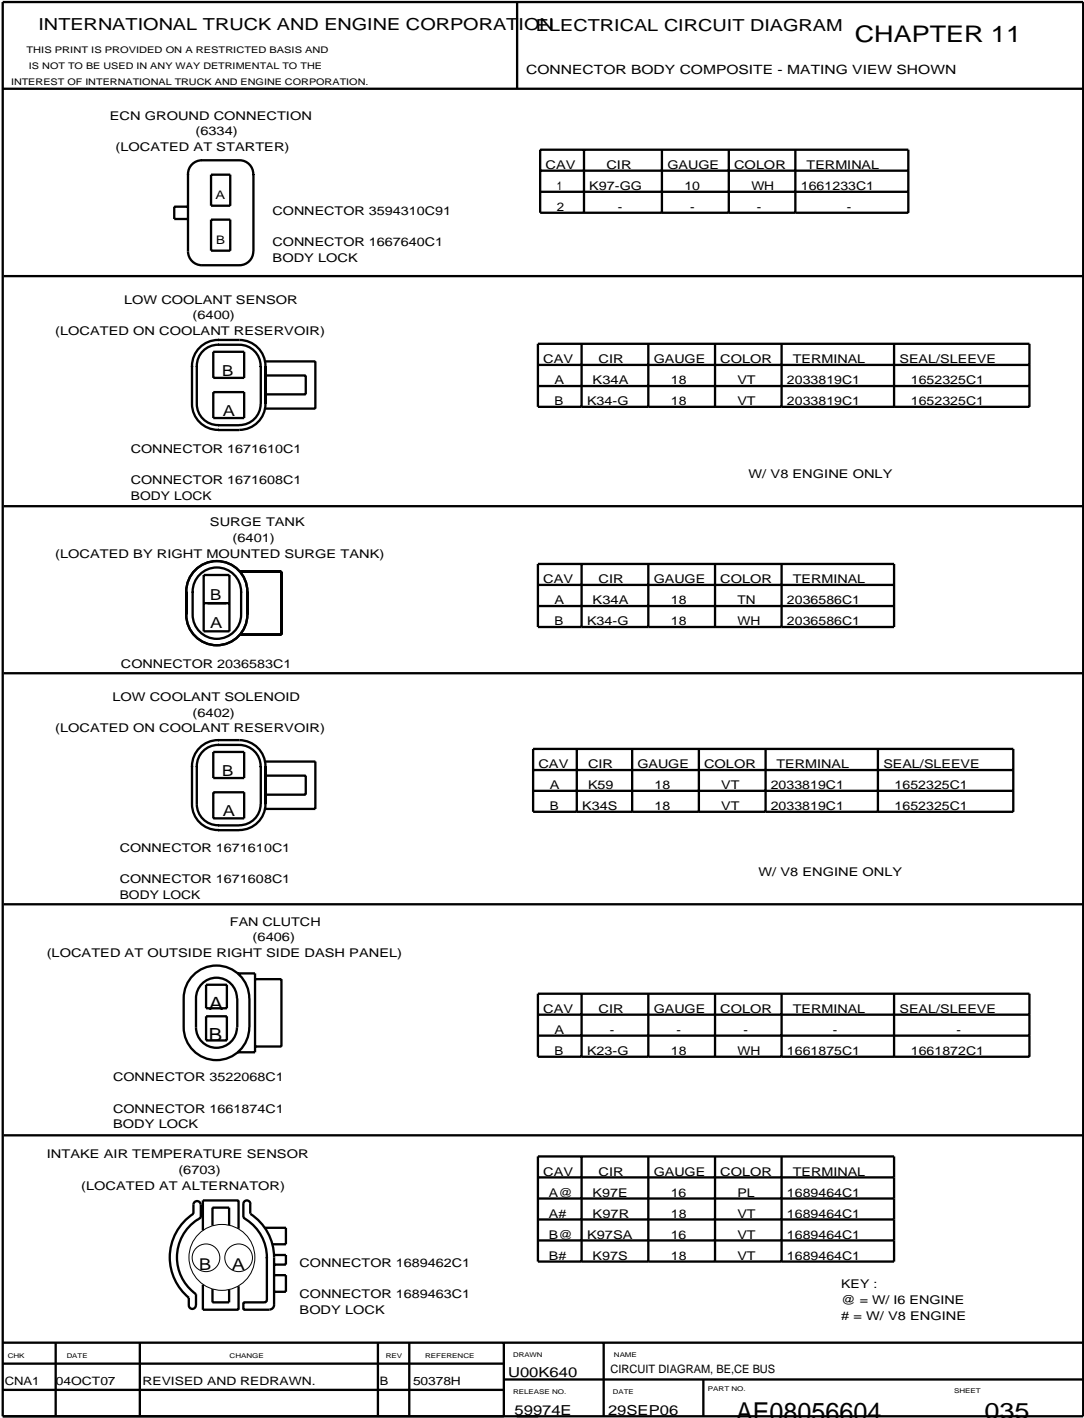 INTERNATIONAL TRUCK AND ENGINE CORPORATION
THIS PRINT IS PROVIDED ON A RESTRICTED BASIS AND
IS NOT TO BE USED IN ANY WAY DETRIMENTAL TO THE
INTEREST OF INTERNATIONAL TRUCK AND ENGINE CORPORATION.
ELECTRICAL CIRCUIT DIAGRAM CHAPTER 11
CONNECTOR BODY COMPOSITE - MATING VIEW SHOWN
ECN GROUND CONNECTION
(6334)
(LOCATED AT STARTER)
A
B
CONNECTOR 3594310C91
CONNECTOR 1667640C1
BODY LOCK
CAV CIR GAUGE COLOR TERMINAL
1 K97-GG 10 WH 1661233C1
2 - - - -
LOW COOLANT SENSOR
(6400)
(LOCATED ON COOLANT RESERVOIR)
B
A
CONNECTOR 1671610C1
CONNECTOR 1671608C1
BODY LOCK
CAV CIR GAUGE COLOR TERMINAL SEAL/SLEEVE
A K34A 18 VT 2033819C1 1652325C1
B K34-G 18 VT 2033819C1 1652325C1
W/ V8 ENGINE ONLY
SURGE TANK
(6401)
(LOCATED BY RIGHT MOUNTED SURGE TANK)
B
A
CONNECTOR 2036583C1
CAV CIR GAUGE COLOR TERMINAL
A K34A 18 TN 2036586C1
B K34-G 18 WH 2036586C1
LOW COOLANT SOLENOID
(6402)
(LOCATED ON COOLANT RESERVOIR)
B
A
CONNECTOR 1671610C1
CONNECTOR 1671608C1
BODY LOCK
CAV CIR GAUGE COLOR TERMINAL SEAL/SLEEVE
A K59 18 VT 2033819C1 1652325C1
B K34S 18 VT 2033819C1 1652325C1
W/ V8 ENGINE ONLY
FAN CLUTCH
(6406)
(LOCATED AT OUTSIDE RIGHT SIDE DASH PANEL)
A
B
CONNECTOR 3522068C1
CONNECTOR 1661874C1
BODY LOCK
CAV CIR GAUGE COLOR TERMINAL SEAL/SLEEVE
A - - - - -
B K23-G 18 WH 1661875C1 1661872C1
INTAKE AIR TEMPERATURE SENSOR
(6703)
(LOCATED AT ALTERNATOR)
B A
CONNECTOR 1689462C1
CONNECTOR 1689463C1
BODY LOCK
CAV CIR GAUGE COLOR TERMINAL
A@ K97E 16 PL 1689464C1
A# K97R 18 VT 1689464C1
B@ K97SA 16 VT 1689464C1
B# K97S 18 VT 1689464C1
KEY :
@ = W/ I6 ENGINE
# = W/ V8 ENGINE
CHK DATE CHANGE REV REFERENCE
CNA1 04OCT07 REVISED AND REDRAWN. B 50378H
DRAWN
U00K640
NAME
CIRCUIT DIAGRAM, BE,CE BUS
RELEASE NO.
59974E
DATE
29SEP06
PART NO.
AE08056604
SHEET
035